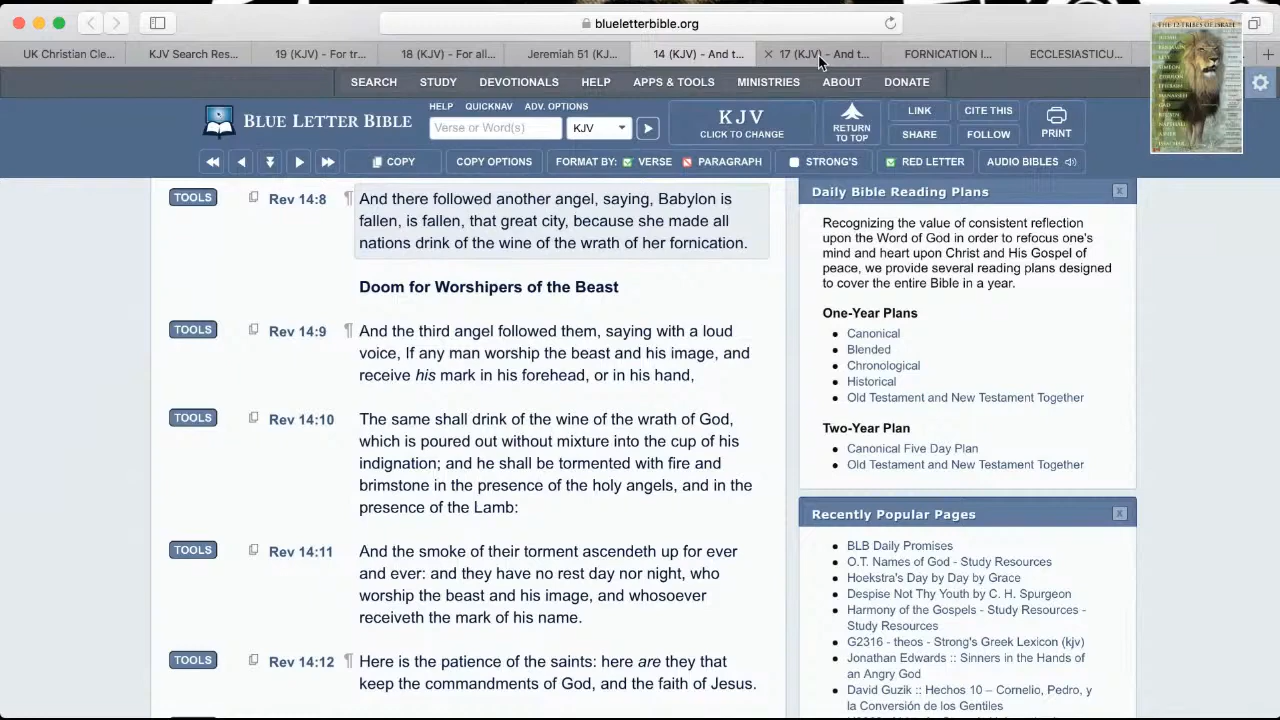 blueletterbible.org
UK Christian Cle...
KJV Search Res...
19 (KJV) - For tr...
18 (KJV) - For all...
emiah 51 (KJ...
14 (KJV) - And t...
17 (KJV) - And t...
FORNICATION I...
ECCLESIASTICU...
THE 12 TRIBES OF ISRAEL
SEARCH STUDY DEVOTIONALS HELP APPS & TOOLS MINISTRIES ABOUT DONATE
HELP QUICKNAV ADV. OPTIONS
BLUE LETTER BIBLE
Verse or Word(s)
KJV
KJV
CLICK TO CHANGE
RETURN
TO TOP
LINK
CITE THIS
SHARE
FOLLOW
PRINT
COPY
COPY OPTIONS
FORMAT BY: VERSE PARAGRAPH
STRONG'S
RED LETTER
AUDIO BIBLES
TOOLS Rev 14:8 ¶ And there followed another angel, saying, Babylon is
fallen, is fallen, that great city, because she made all
nations drink of the wine of the wrath of her fornication.
Doom for Worshipers of the Beast
TOOLS Rev 14:9 ¶ And the third angel followed them, saying with a loud
voice, If any man worship the beast and his image, and
receive his mark in his forehead, or in his hand,
TOOLS Rev 14:10 The same shall drink of the wine of the wrath of God,
which is poured out without mixture into the cup of his
indignation; and he shall be tormented with fire and
brimstone in the presence of the holy angels, and in the
presence of the Lamb:
TOOLS Rev 14:11 And the smoke of their torment ascendeth up for ever
and ever: and they have no rest day nor night, who
worship the beast and his image, and whosoever
receiveth the mark of his name.
TOOLS Rev 14:12 ¶ Here is the patience of the saints: here are they that
keep the commandments of God, and the faith of Jesus.
Daily Bible Reading Plans x
Recognizing the value of consistent reflection
upon the Word of God in order to refocus one's
mind and heart upon Christ and His Gospel of
peace, we provide several reading plans designed
to cover the entire Bible in a year.
One-Year Plans
Canonical
Blended
Chronological
Historical
Old Testament and New Testament Together
Two-Year Plan
Canonical Five Day Plan
Old Testament and New Testament Together
Recently Popular Pages x
BLB Daily Promises
O.T. Names of God - Study Resources
Hoekstra's Day by Day by Grace
Despise Not Thy Youth by C. H. Spurgeon
Harmony of the Gospels - Study Resources -
Study Resources
G2316 - theos - Strong's Greek Lexicon (kjv)
Jonathan Edwards :: Sinners in the Hands of
an Angry God
David Guzik :: Hechos 10 – Cornelio, Pedro, y
la Conversión de los Gentiles